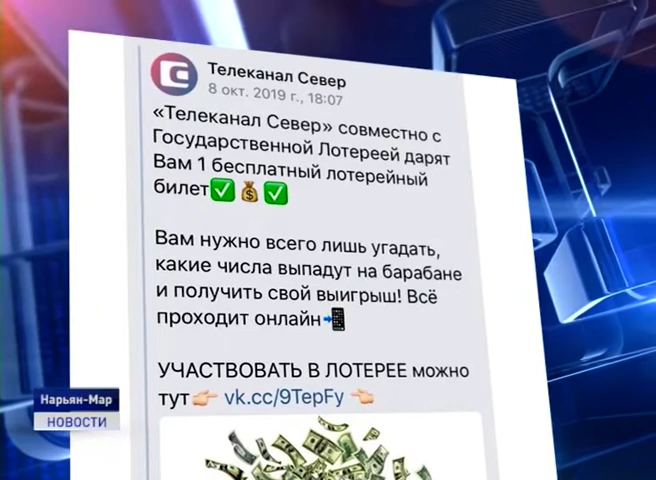 Телеканал Север
8 окт. 2019 г., 18:07
«Телеканал Север» совместно с
Государственной Лотереей дарят
Вам 1 бесплатный лотерейный
билет✅💰✅
Вам нужно всего лишь угадать,
какие числа выпадут на барабане
и получить свой выигрыш! Всё
проходит онлайн📲
УЧАСТВОВАТЬ В ЛОТЕРЕЕ можно
тут👉🏻 vk.cc/9TepFy 👈🏻
Нарьян-Мар
НОВОСТИ